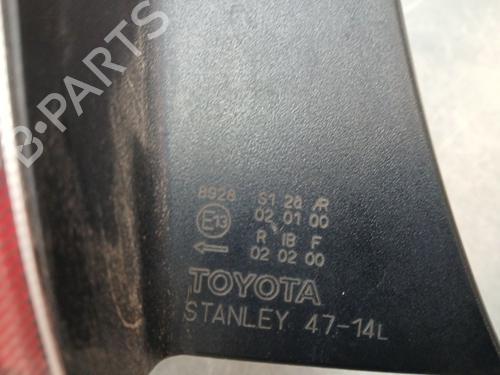 8928 S1 2a AR
E13 02 01 00
R IB F
← 02 02 00
TOYOTA
STANLEY 47-14L
B-PARTS